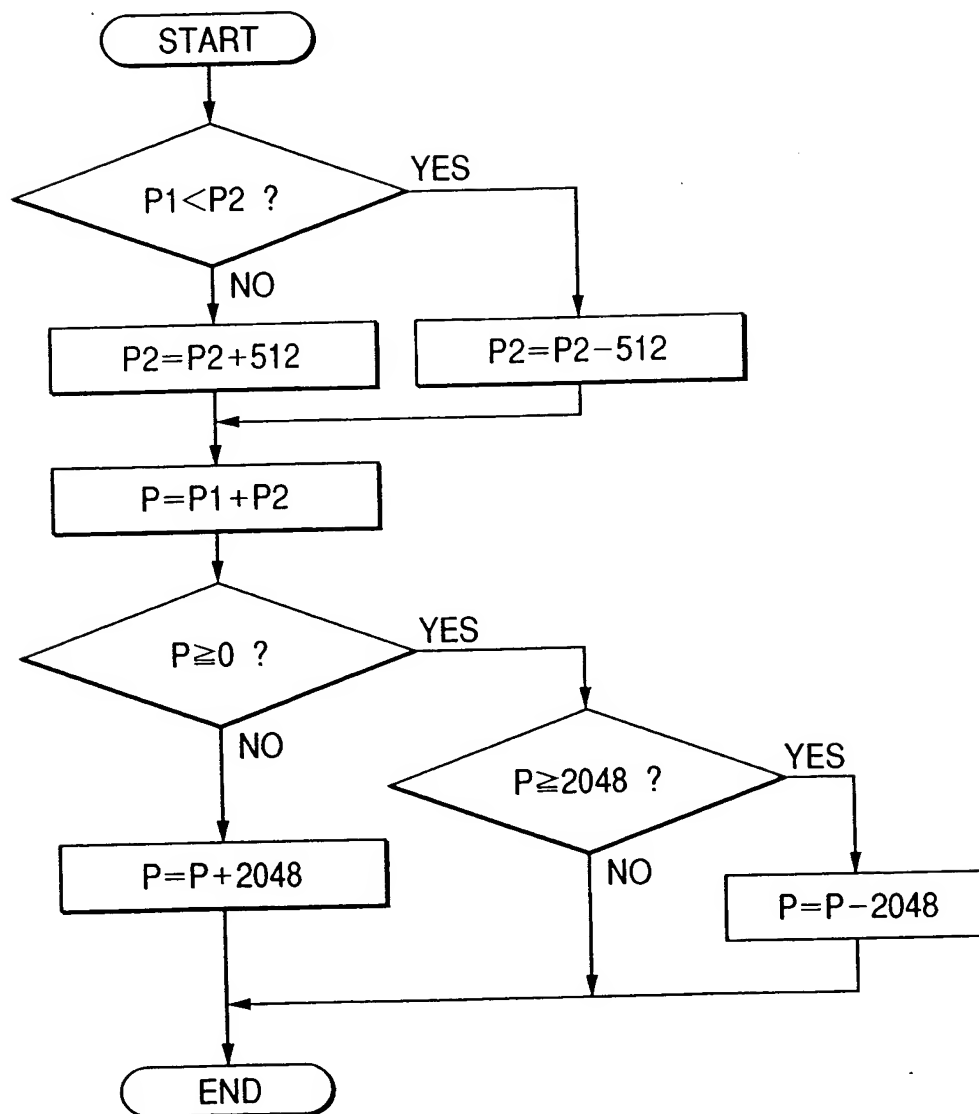 START
P1<P2 ?
YES
NO
P2=P2+512
P2=P2−512
P=P1+P2
P≧0 ?
YES
NO
P≧2048 ?
YES
NO
P=P+2048
P=P−2048
END